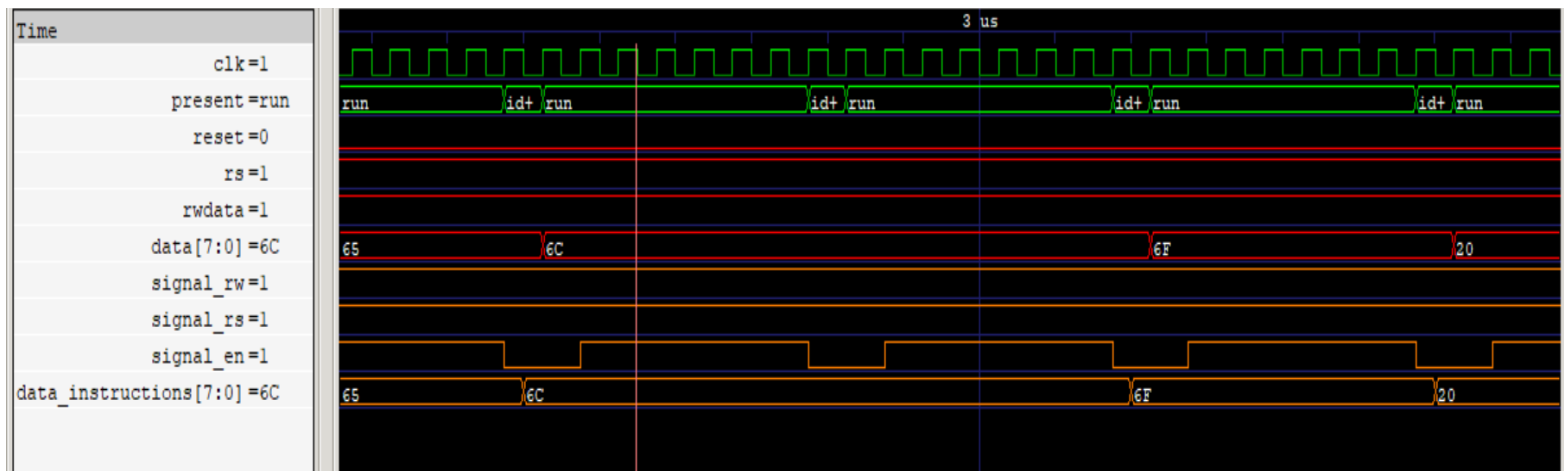 Time
3 us
clk=1
present=run
run
id+
run
id+
run
id+
run
id+
run
reset=0
rs=1
rwdata=1
data[7:0]=6C
65
6C
6F
20
signal_rw=1
signal_rs=1
signal_en=1
data_instructions[7:0]=6C
65
6C
6F
20